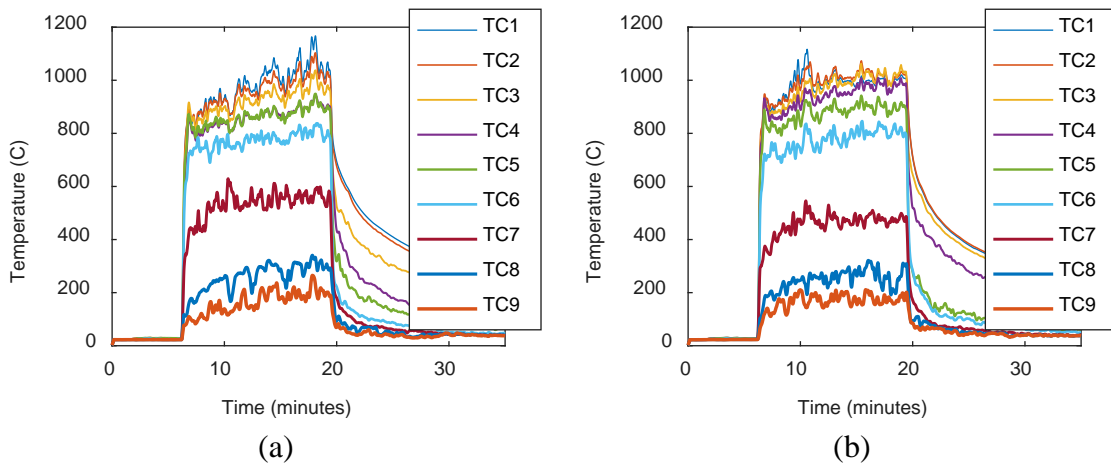 1200
1000
800
600
400
200
0
Temperature (C)
0
10
20
30
Time (minutes)
TC1
TC2
TC3
TC4
TC5
TC6
TC7
TC8
TC9
(a)
1200
1000
800
600
400
200
0
Temperature (C)
0
10
20
30
Time (minutes)
TC1
TC2
TC3
TC4
TC5
TC6
TC7
TC8
TC9
(b)